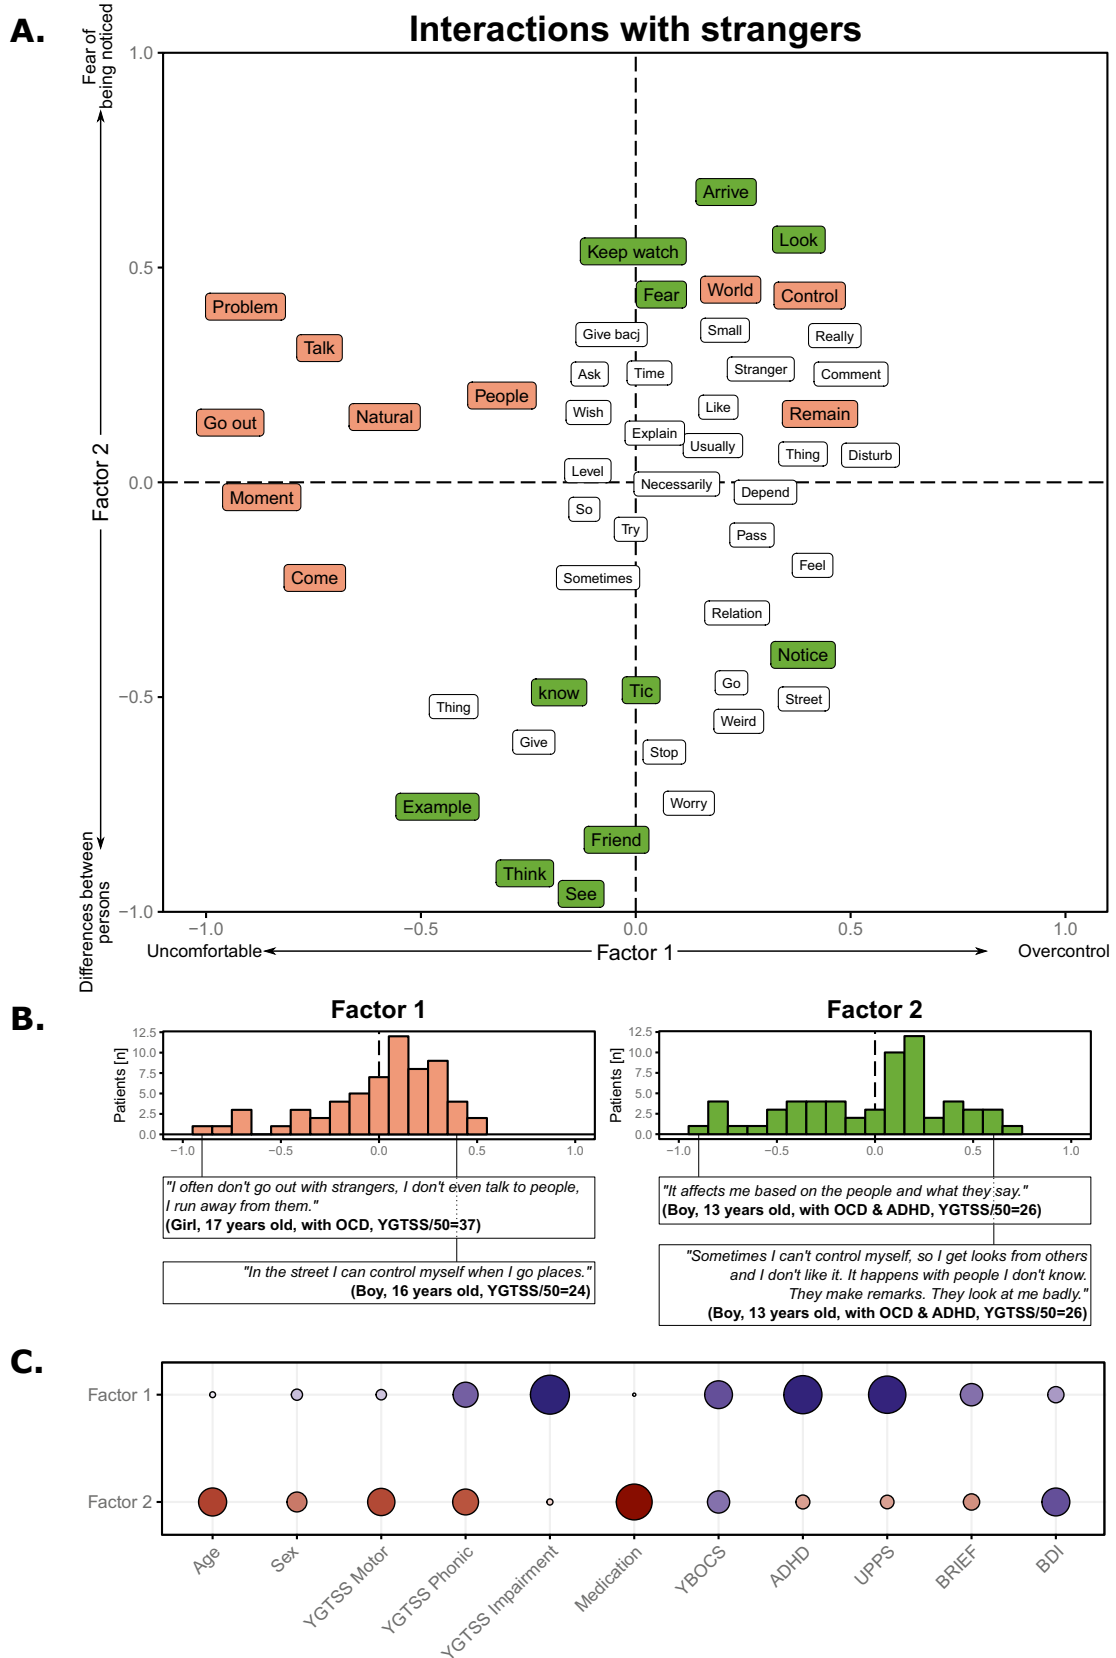 A.
Interactions with strangers
Fear of
being noticed
Factor 2
Differences between
persons
1.0
0.5
0.0
−0.5
−1.0
Arrive
Look
Keep watch
Fear
World
Control
Problem
Give bacj
Small
Really
Talk
Ask
Time
Stranger
Comment
People
Wish
Like
Remain
Go out
Natural
Explain
Usually
Thing
Disturb
Level
Necessarily
Depend
Moment
So
Try
Pass
Feel
Come
Sometimes
Relation
Notice
know
Tic
Go
Street
Thing
Weird
Give
Stop
Example
Worry
Friend
Think
See
−1.0
−0.5
0.0
0.5
1.0
Uncomfortable
Factor 1
Overcontrol
B.
Factor 1
Patients [n]
12.5
10.0
7.5
5.0
2.5
0.0
−1.0
−0.5
0.0
0.5
1.0
"I often don't go out with strangers, I don't even talk to people,
I run away from them."
(Girl, 17 years old, with OCD, YGTSS/50=37)
"In the street I can control myself when I go places."
(Boy, 16 years old, YGTSS/50=24)
Factor 2
Patients [n]
12.5
10.0
7.5
5.0
2.5
0.0
−1.0
−0.5
0.0
0.5
1.0
"It affects me based on the people and what they say."
(Boy, 13 years old, with OCD & ADHD, YGTSS/50=26)
"Sometimes I can't control myself, so I get looks from others
and I don't like it. It happens with people I don't know.
They make remarks. They look at me badly."
(Boy, 13 years old, with OCD & ADHD, YGTSS/50=26)
C.
Factor 1
Factor 2
Age
Sex
YGTSS Motor
YGTSS Phonic
YGTSS Impairment
Medication
YBOCS
ADHD
UPPS
BRIEF
BDI